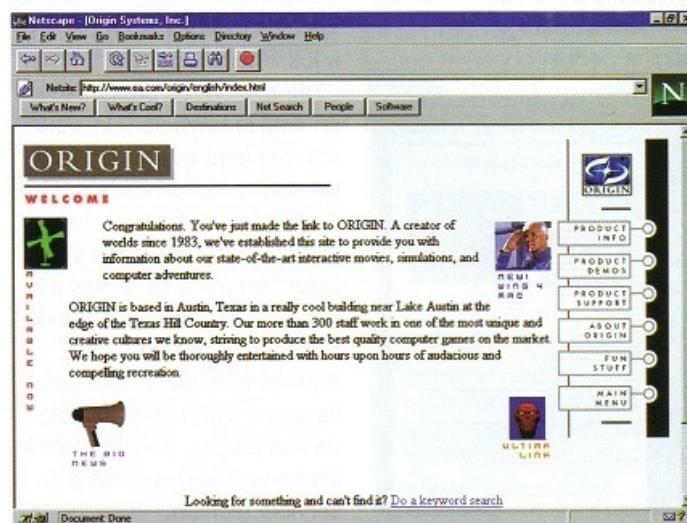 Netscape - [Origin Systems, Inc.]
File Edit View Go Bookmarks Options Directory Window Help
Netsite: http://www.ea.com/origin/english/index.html
N
What's New? What's Cool? Destinations Net Search People Software
ORIGIN
WELCOME
AVAILABLE NOW
Congratulations. You've just made the link to ORIGIN. A creator of
worlds since 1983, we've established this site to provide you with
information about our state-of-the-art interactive movies, simulations, and
computer adventures.
ORIGIN is based in Austin, Texas in a really cool building near Lake Austin at the
edge of the Texas Hill Country. Our more than 300 staff work in one of the most unique and
creative cultures we know, striving to produce the best quality computer games on the market.
We hope you will be thoroughly entertained with hours upon hours of audacious and
compelling recreation.
NEW!
WING 4
FAQ
THE BIG
NEWS
ULTIMA
LINK
Looking for something and can't find it? Do a keyword search
ORIGIN
PRODUCT
INFO
PRODUCT
DEMOS
PRODUCT
SUPPORT
ABOUT
ORIGIN
FUN
STUFF
MAIN
MENU
Document: Done